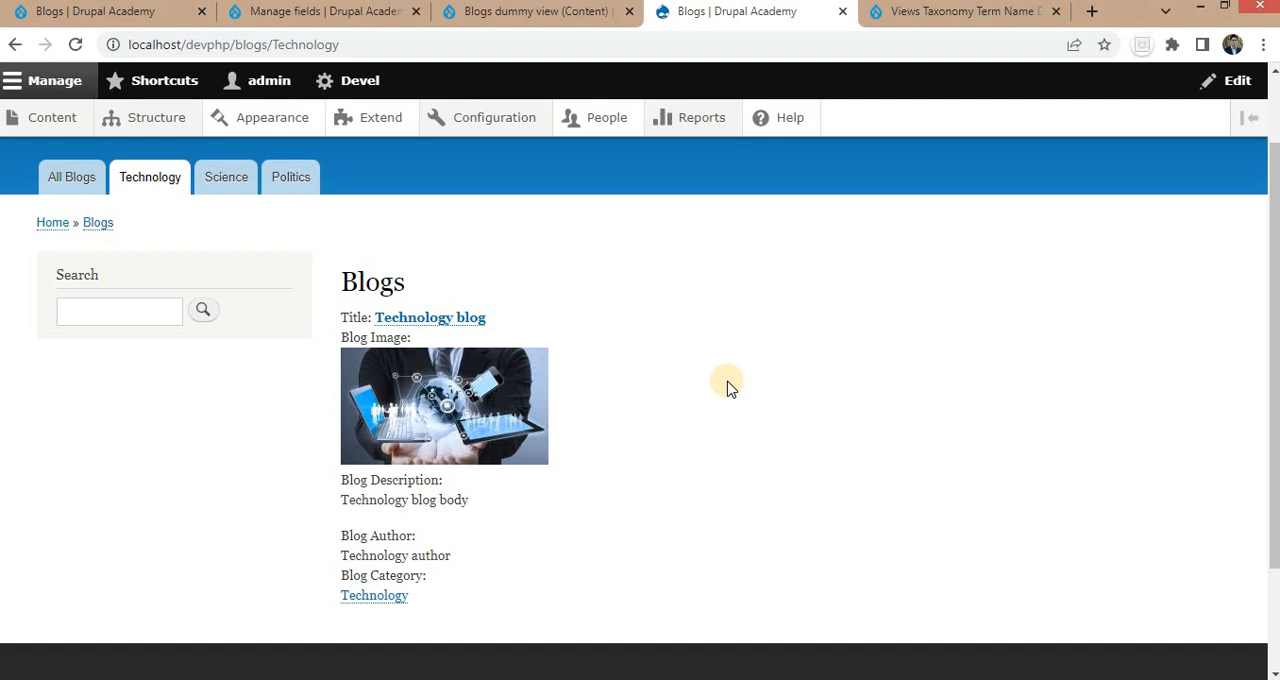 Blogs | Drupal Academy
Manage fields | Drupal Academ
Blogs dummy view (Content) |
Blogs | Drupal Academy
Views Taxonomy Term Name D
localhost/devphp/blogs/Technology
Manage
Shortcuts
admin
Devel
Edit
Content
Structure
Appearance
Extend
Configuration
People
Reports
Help
All Blogs
Technology
Science
Politics
Home » Blogs
Search
Blogs
Title: Technology blog
Blog Image:
Blog Description:
Technology blog body
Blog Author:
Technology author
Blog Category:
Technology